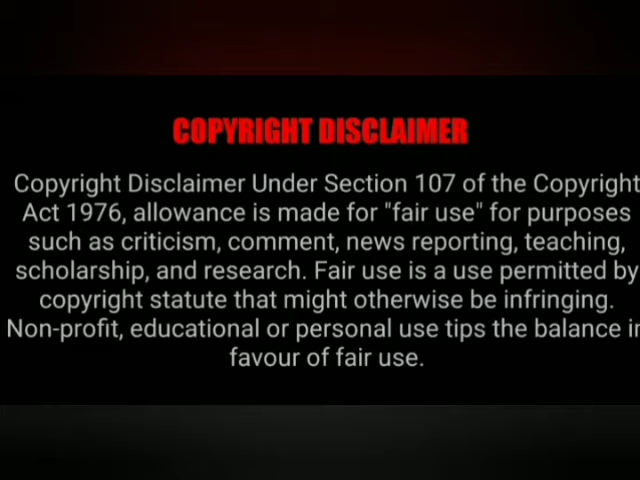 COPYRIGHT DISCLAIMER
Copyright Disclaimer Under Section 107 of the Copyright
Act 1976, allowance is made for "fair use" for purposes
such as criticism, comment, news reporting, teaching,
scholarship, and research. Fair use is a use permitted by
copyright statute that might otherwise be infringing.
Non-profit, educational or personal use tips the balance in
favour of fair use.